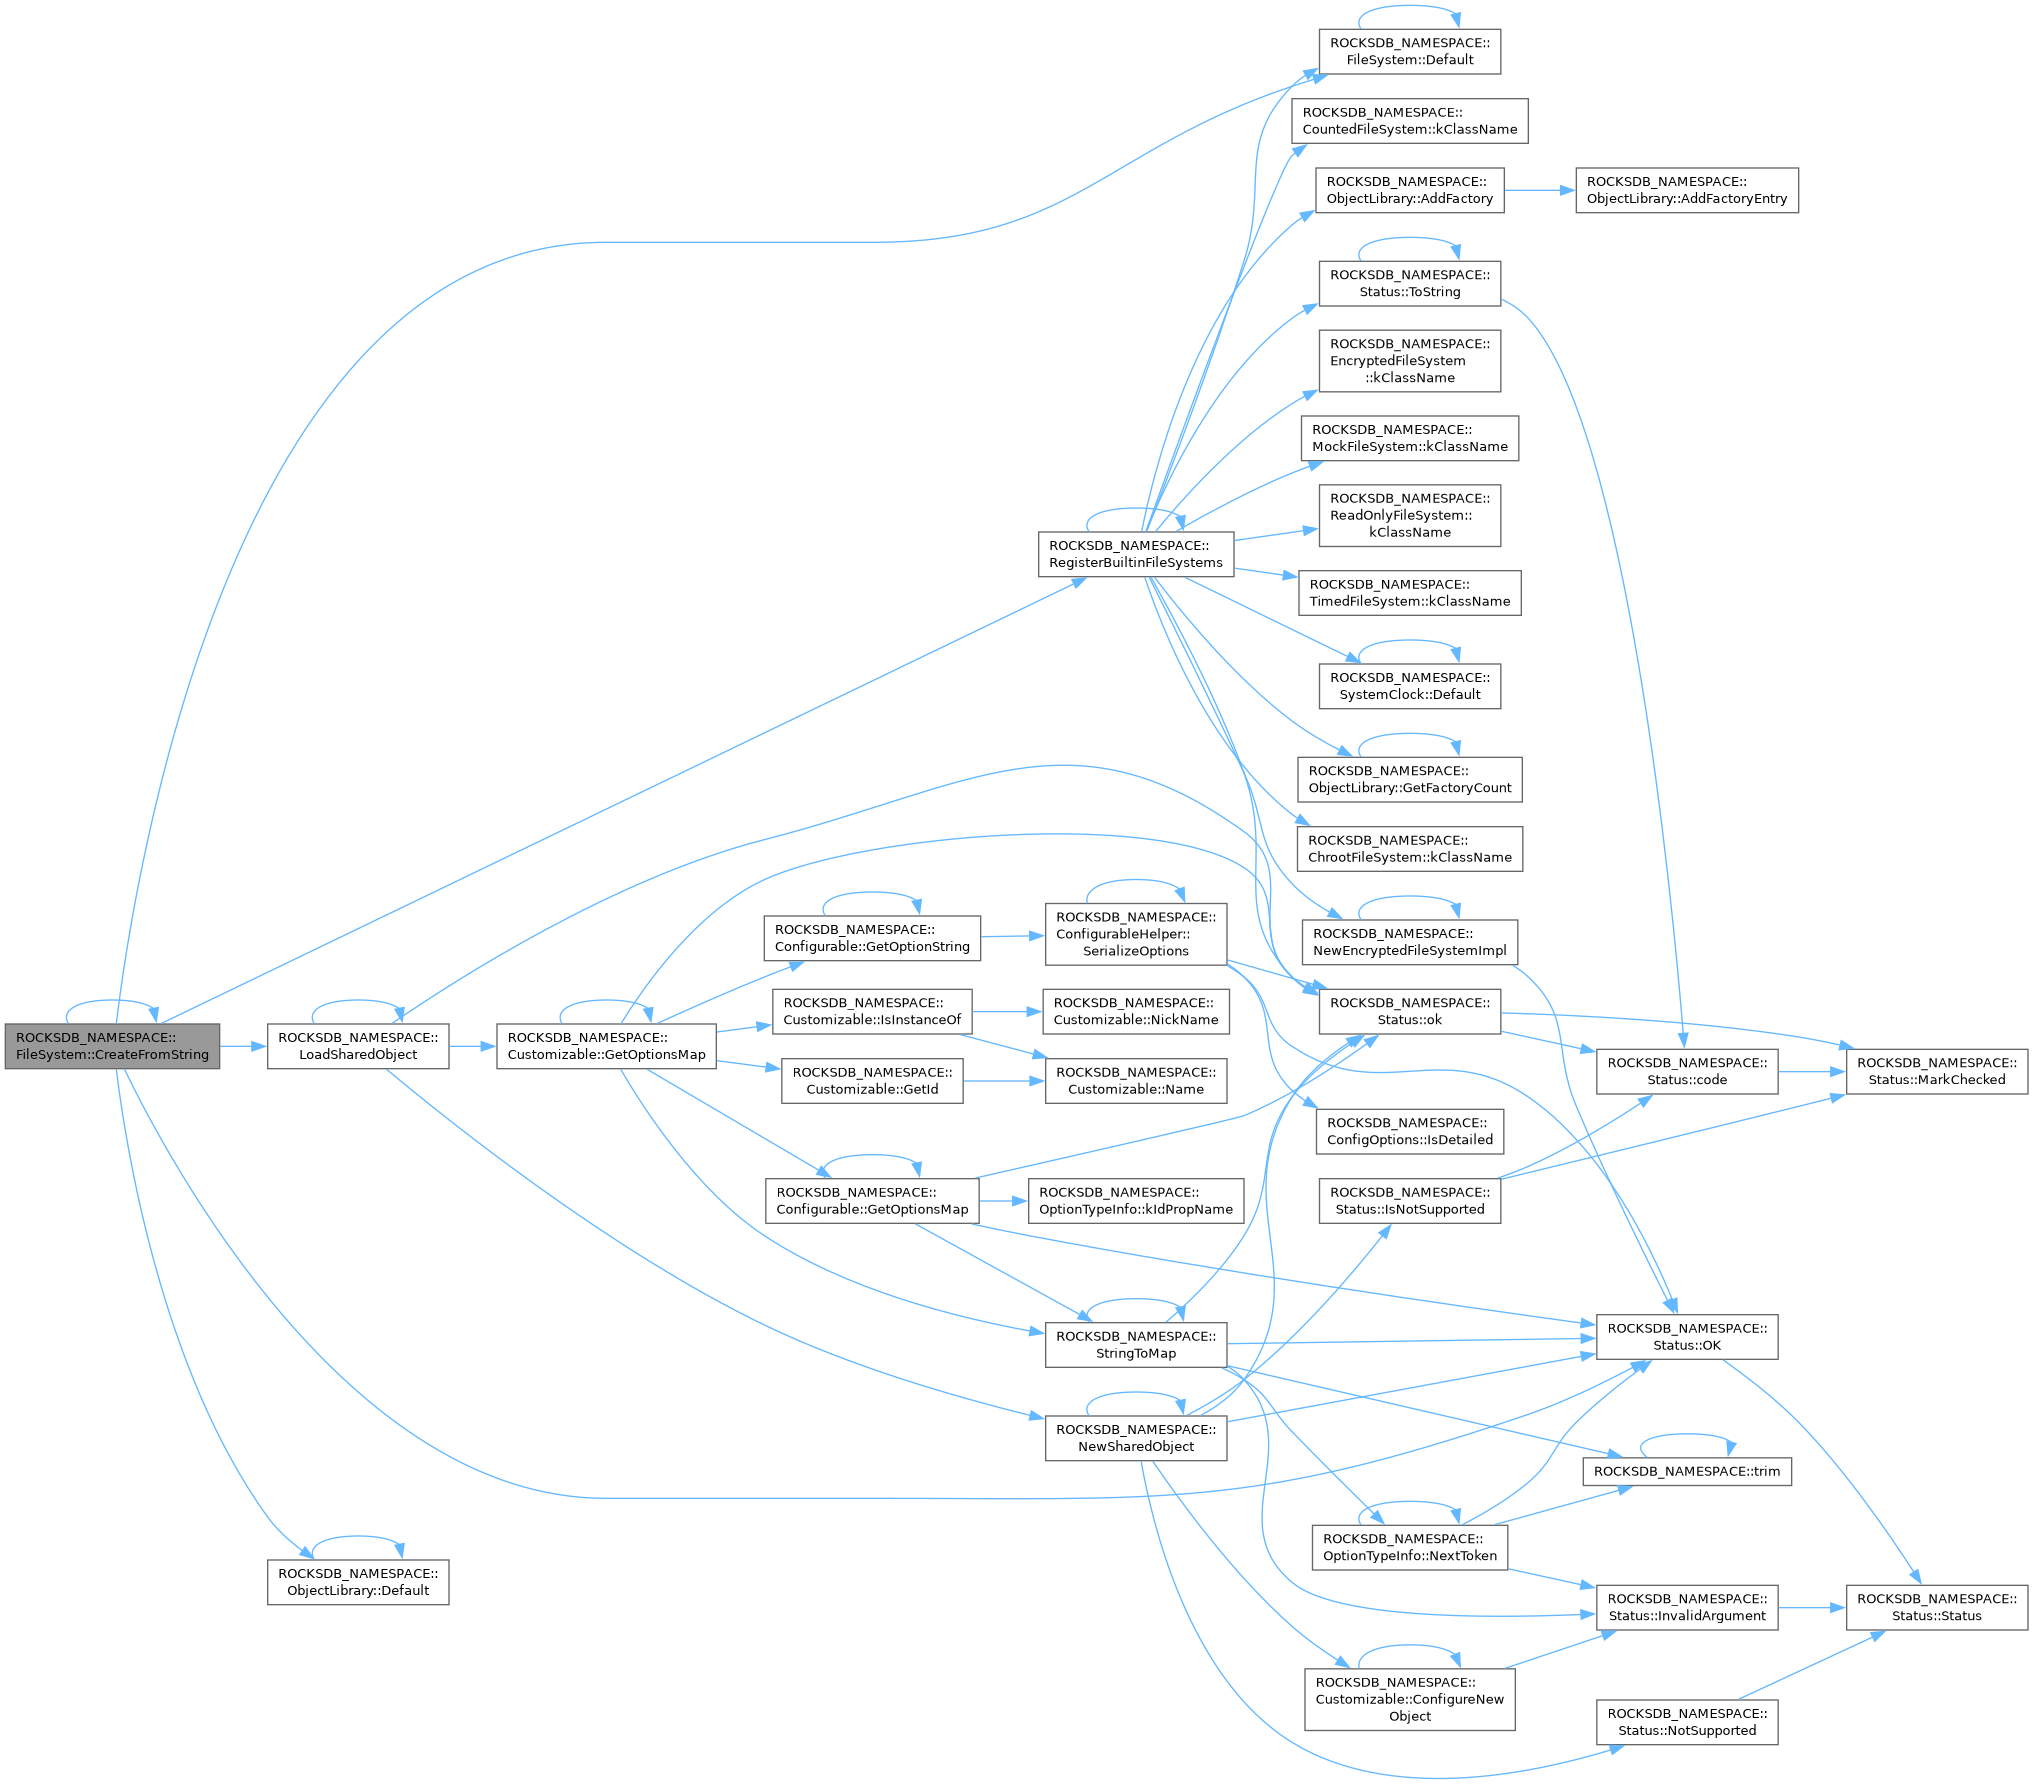 ROCKSDB_NAMESPACE::
FileSystem::CreateFromString
ROCKSDB_NAMESPACE::
LoadSharedObject
ROCKSDB_NAMESPACE::
ObjectLibrary::Default
ROCKSDB_NAMESPACE::
Customizable::GetOptionsMap
ROCKSDB_NAMESPACE::
Configurable::GetOptionString
ROCKSDB_NAMESPACE::
Customizable::IsInstanceOf
ROCKSDB_NAMESPACE::
Customizable::GetId
ROCKSDB_NAMESPACE::
Configurable::GetOptionsMap
ROCKSDB_NAMESPACE::
RegisterBuiltinFileSystems
ROCKSDB_NAMESPACE::
ConfigurableHelper::
SerializeOptions
ROCKSDB_NAMESPACE::
Customizable::NickName
ROCKSDB_NAMESPACE::
Customizable::Name
ROCKSDB_NAMESPACE::
OptionTypeInfo::kIdPropName
ROCKSDB_NAMESPACE::
StringToMap
ROCKSDB_NAMESPACE::
NewSharedObject
ROCKSDB_NAMESPACE::
FileSystem::Default
ROCKSDB_NAMESPACE::
CountedFileSystem::kClassName
ROCKSDB_NAMESPACE::
ObjectLibrary::AddFactory
ROCKSDB_NAMESPACE::
Status::ToString
ROCKSDB_NAMESPACE::
EncryptedFileSystem
::kClassName
ROCKSDB_NAMESPACE::
MockFileSystem::kClassName
ROCKSDB_NAMESPACE::
ReadOnlyFileSystem::
kClassName
ROCKSDB_NAMESPACE::
TimedFileSystem::kClassName
ROCKSDB_NAMESPACE::
SystemClock::Default
ROCKSDB_NAMESPACE::
ObjectLibrary::GetFactoryCount
ROCKSDB_NAMESPACE::
ChrootFileSystem::kClassName
ROCKSDB_NAMESPACE::
NewEncryptedFileSystemImpl
ROCKSDB_NAMESPACE::
Status::ok
ROCKSDB_NAMESPACE::
ConfigOptions::IsDetailed
ROCKSDB_NAMESPACE::
Status::IsNotSupported
ROCKSDB_NAMESPACE::
OptionTypeInfo::NextToken
ROCKSDB_NAMESPACE::
Customizable::ConfigureNew
Object
ROCKSDB_NAMESPACE::
ObjectLibrary::AddFactoryEntry
ROCKSDB_NAMESPACE::
Status::code
ROCKSDB_NAMESPACE::
Status::OK
ROCKSDB_NAMESPACE::trim
ROCKSDB_NAMESPACE::
Status::InvalidArgument
ROCKSDB_NAMESPACE::
Status::NotSupported
ROCKSDB_NAMESPACE::
Status::MarkChecked
ROCKSDB_NAMESPACE::
Status::Status